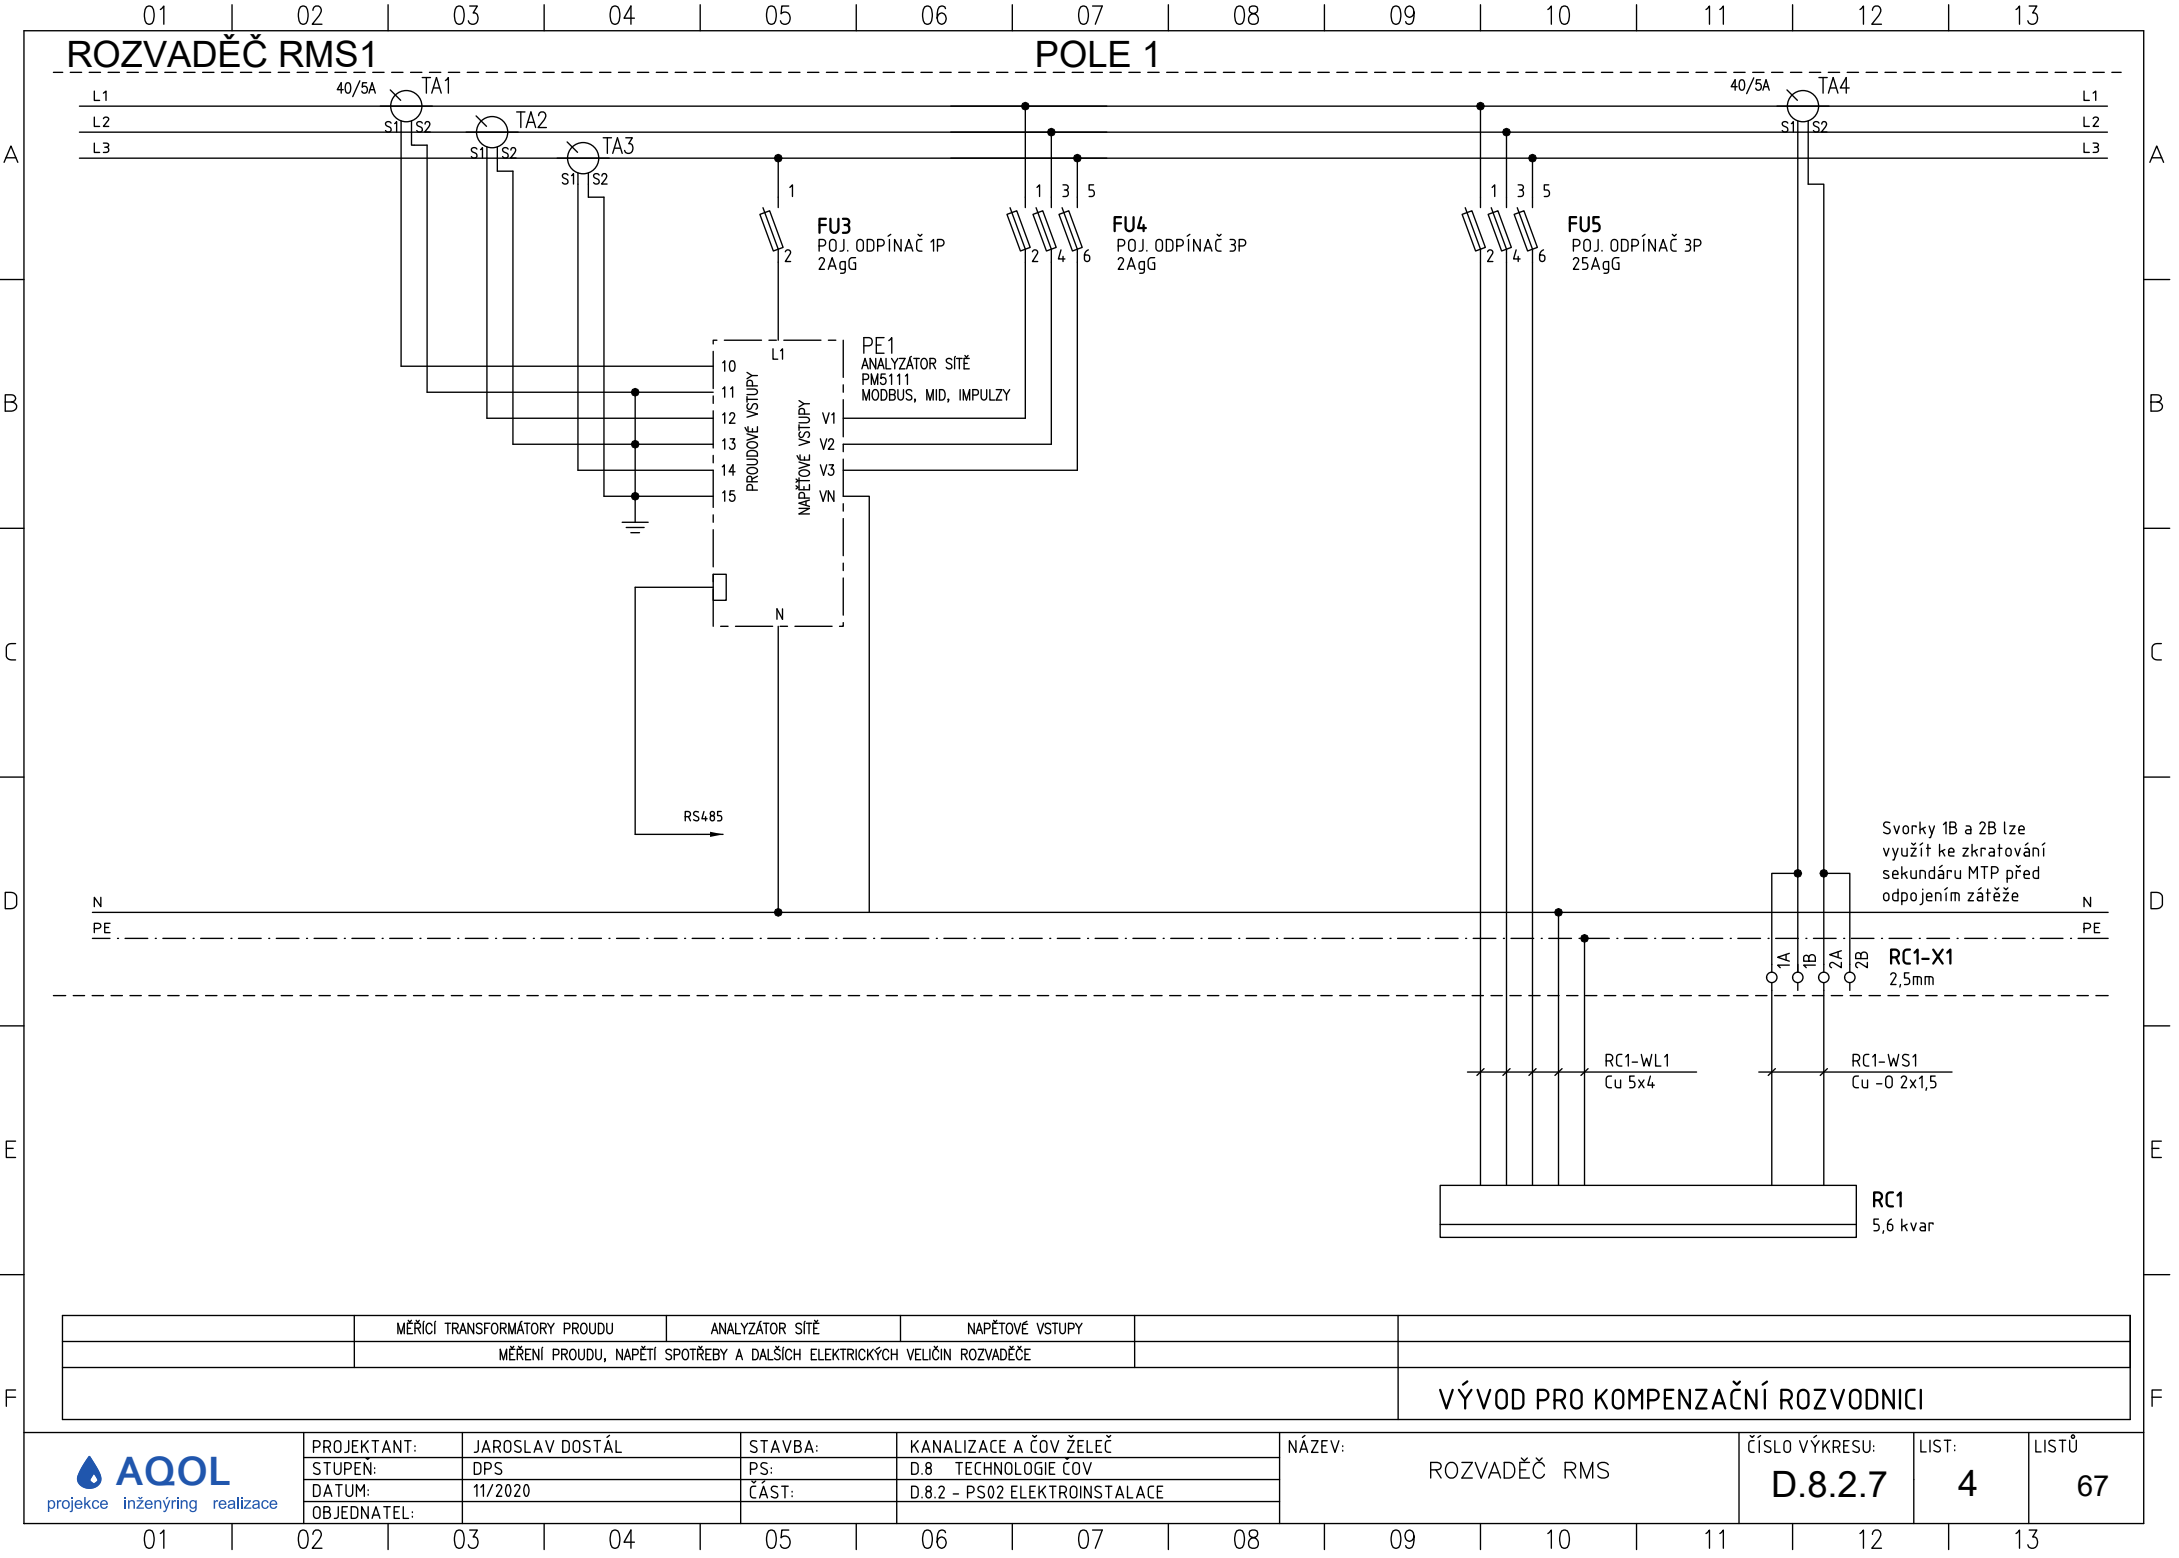 01 02 03 04 05 06 07 08 09 10 11 12 13
ROZVADĚČ RMS1
POLE 1
40/5A TA1
40/5A TA4
L1 L1
S1 S2
TA2
S1 S2
L2 L2
S1 S2
TA3
L3 L3
S1 S2
A A
1
2
FU3
POJ. ODPÍNAČ 1P
2AgG
1 3 5
2 4 6
FU4
POJ. ODPÍNAČ 3P
2AgG
1 3 5
2 4 6
FU5
POJ. ODPÍNAČ 3P
25AgG
B B
L1
PE1
ANALYZÁTOR SÍTĚ
PM5111
MODBUS, MID, IMPULZY
10
11
12
13
14
15
PROUDOVÉ VSTUPY
NAPĚŤOVÉ VSTUPY
V1
V2
V3
VN
N
C C
RS485
Svorky 1B a 2B lze
využít ke zkratování
sekundáru MTP před
odpojením zátěže
D D
N N
PE PE
1A 1B 2A 2B
RC1-X1
2,5mm
RC1-WL1
Cu 5x4
RC1-WS1
Cu -O 2x1,5
E E
RC1
5,6 kvar
MĚŘÍCÍ TRANSFORMÁTORY PROUDU ANALYZÁTOR SÍTĚ NAPĚTOVÉ VSTUPY
MĚŘENÍ PROUDU, NAPĚTÍ SPOTŘEBY A DALŠÍCH ELEKTRICKÝCH VELIČIN ROZVADĚČE
F F
VÝVOD PRO KOMPENZAČNÍ ROZVODNICI
AQOL
projekce inženýring realizace
PROJEKTANT: JAROSLAV DOSTÁL
STUPEŇ: DPS
DATUM: 11/2020
OBJEDNATEL:
STAVBA: KANALIZACE A ČOV ŽELEČ
PS: D.8 TECHNOLOGIE ČOV
ČÁST: D.8.2 - PS02 ELEKTROINSTALACE
NÁZEV:
ROZVADĚČ RMS
ČÍSLO VÝKRESU:
D.8.2.7
LIST:
4
LISTŮ
67
01 02 03 04 05 06 07 08 09 10 11 12 13